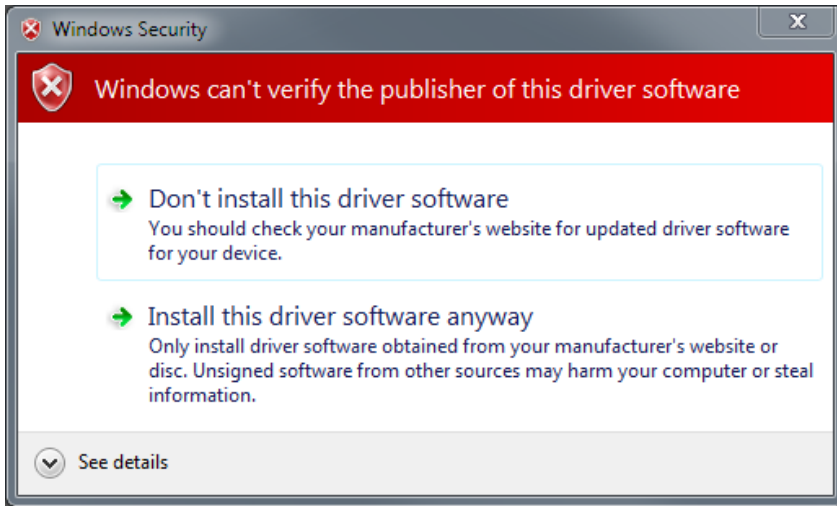 Windows Security
Windows can't verify the publisher of this driver software
Don't install this driver software
You should check your manufacturer's website for updated driver software
for your device.
Install this driver software anyway
Only install driver software obtained from your manufacturer's website or
disc. Unsigned software from other sources may harm your computer or steal
information.
See details